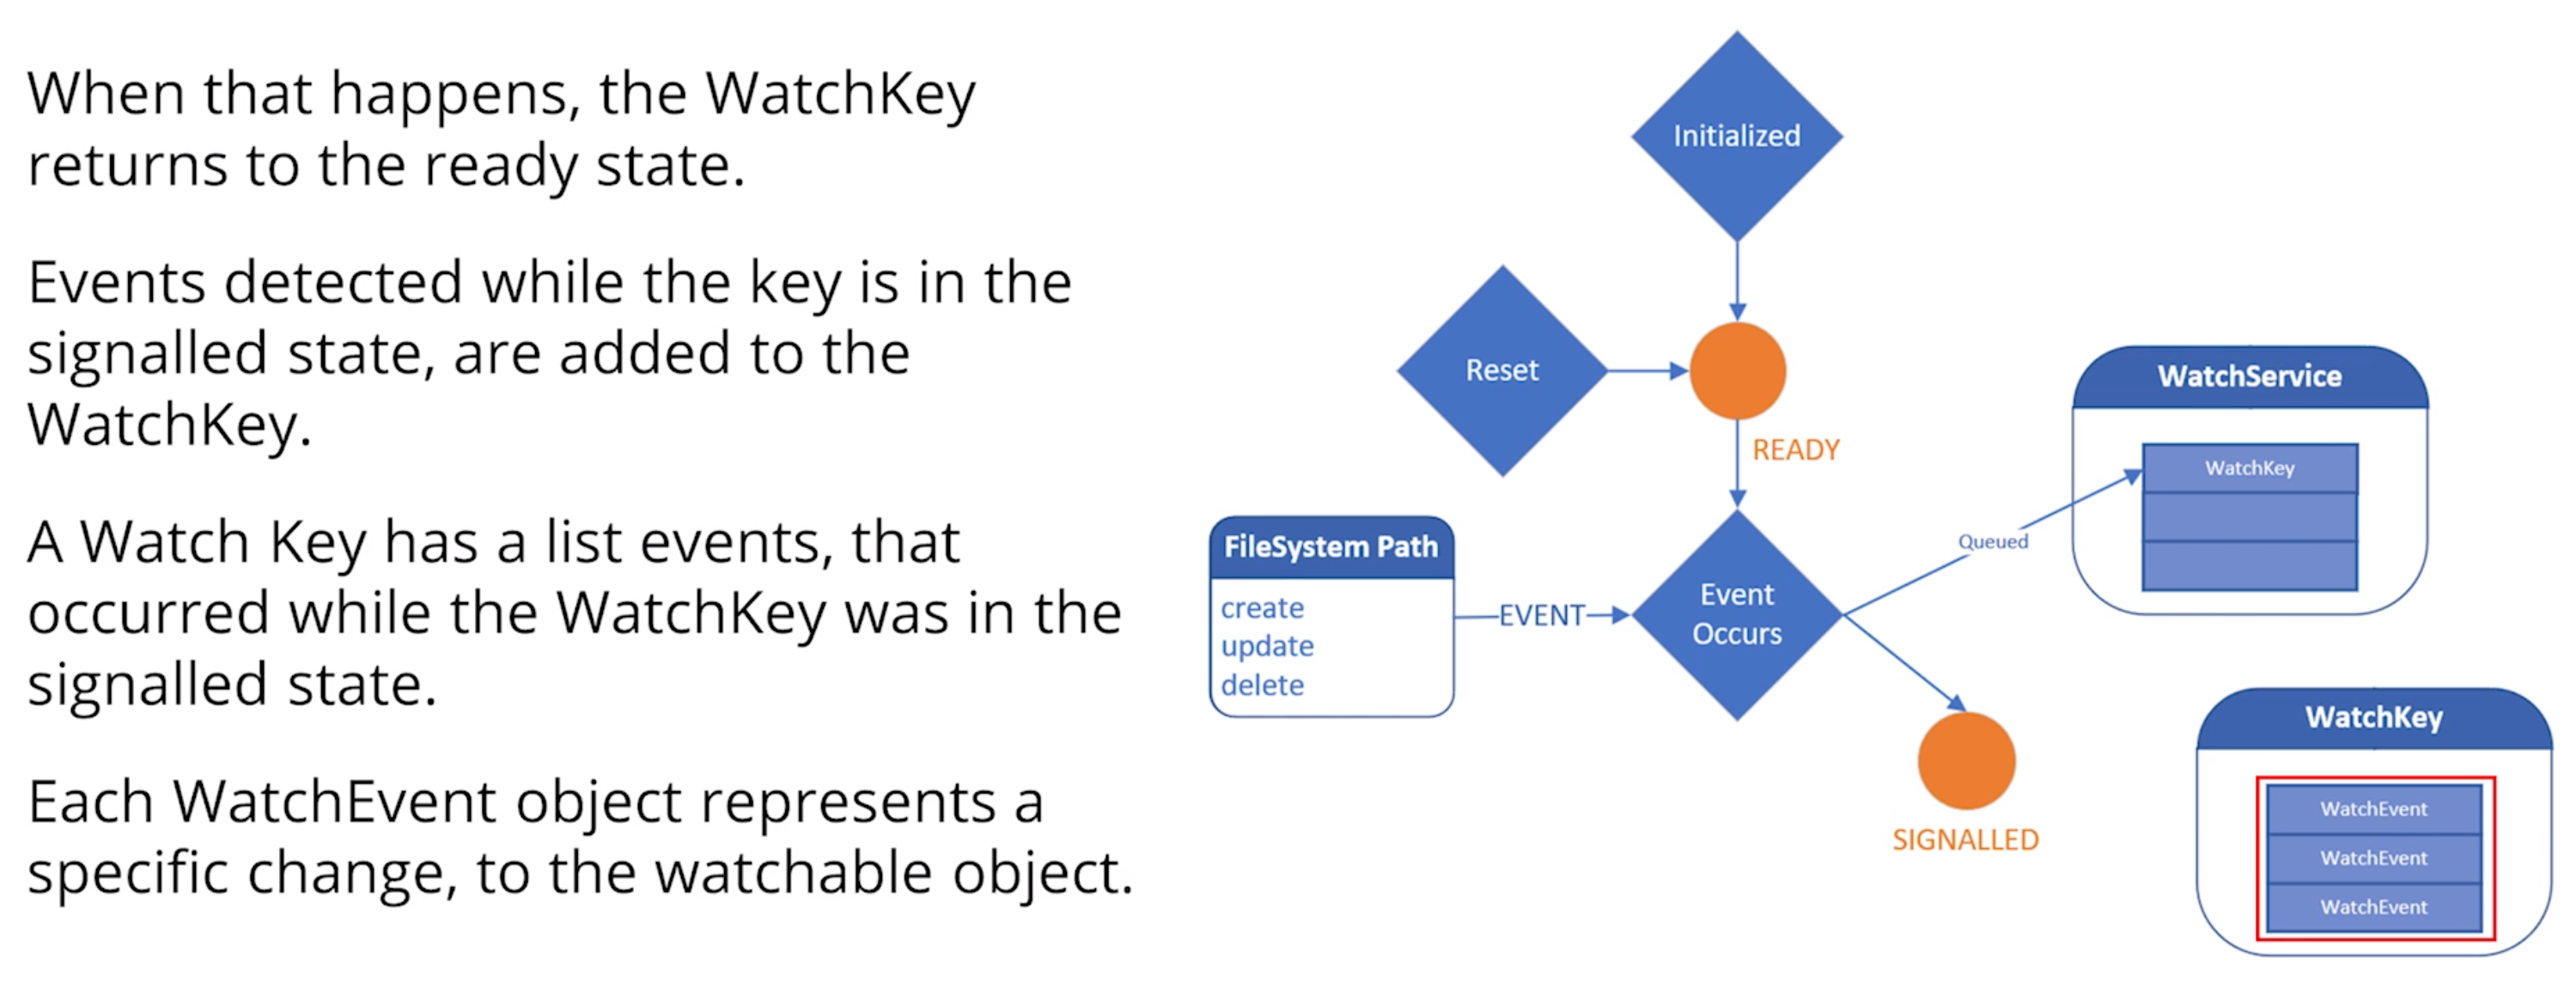 When that happens, the WatchKey
returns to the ready state.
Events detected while the key is in the
signalled state, are added to the
WatchKey.
A Watch Key has a list events, that
occurred while the WatchKey was in the
signalled state.
Each WatchEvent object represents a
specific change, to the watchable object.
Initialized
Reset
READY
FileSystem Path
create
update
delete
EVENT
Event
Occurs
Queued
WatchService
WatchKey
SIGNALLED
WatchKey
WatchEvent
WatchEvent
WatchEvent